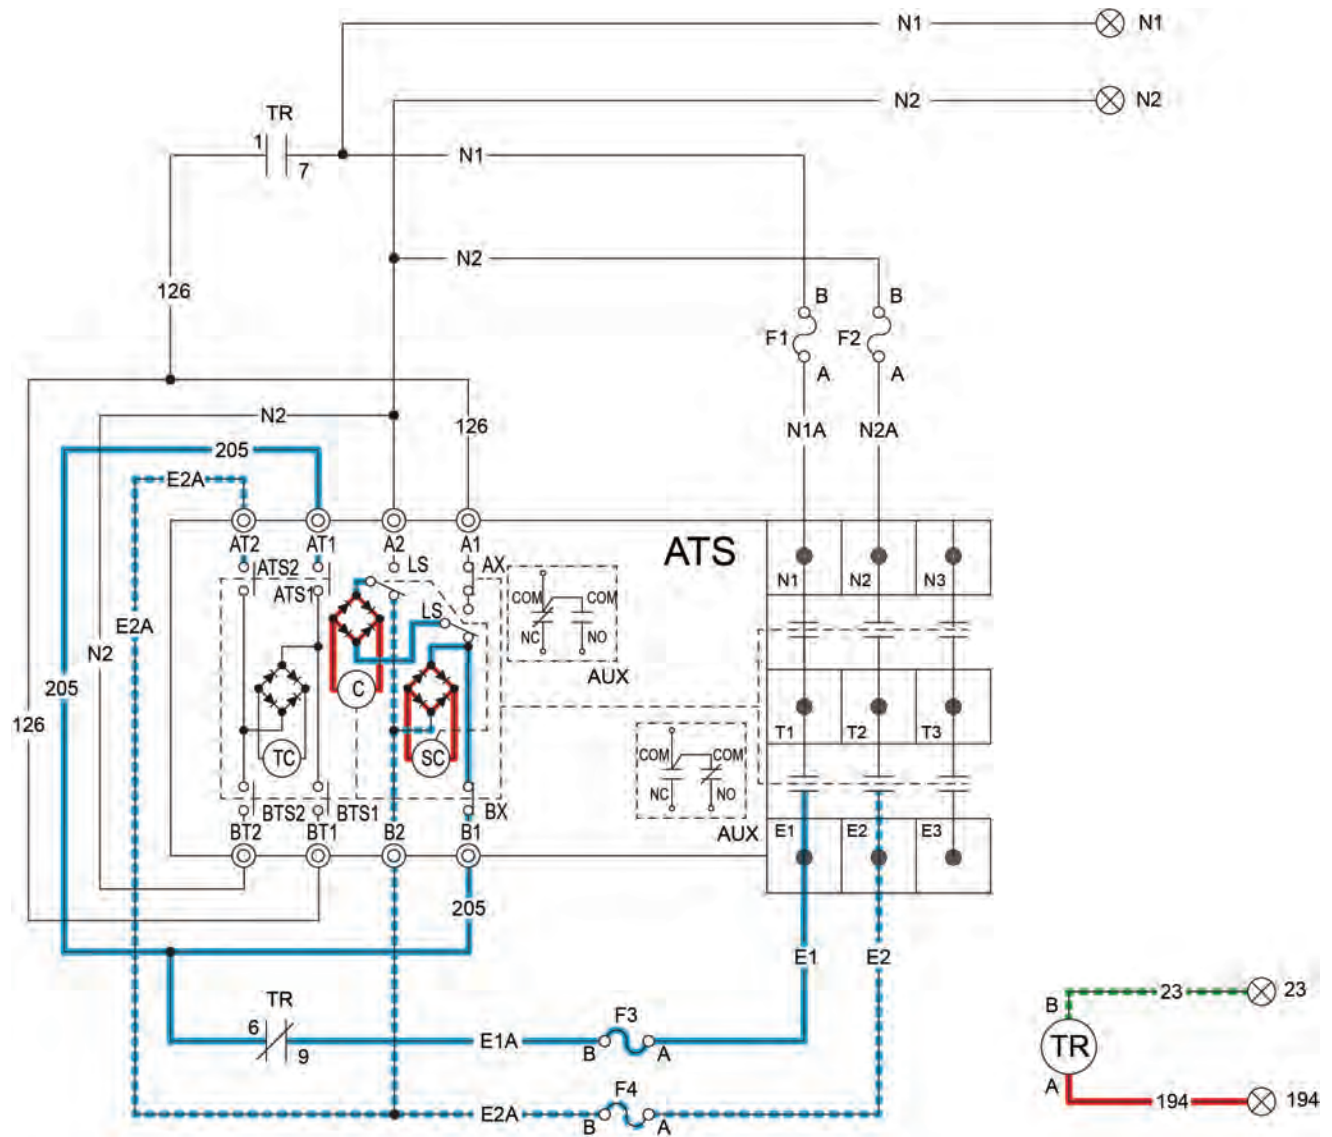 N1 N1
N2 N2
TR
1
7
N1
N2
126
B B
F1 F2
A A
N2
126
N1A N2A
205
E2A
ATS
AT2 AT1 A2 A1
ATS2 LS AX
ATS1
COM COM
NC NO
AUX
LS
N1 N2 N3
E2A
N2
205
126
C
TC SC
T1 T2 T3
COM COM
NC NO
AUX
BTS2 BTS1 BX
BT2 BT1 B2 B1
E1 E2 E3
205
E1 E2
TR
6
9
E1A
F3
B A
F4
E2A
B A
B
23 23
TR
A
194 194